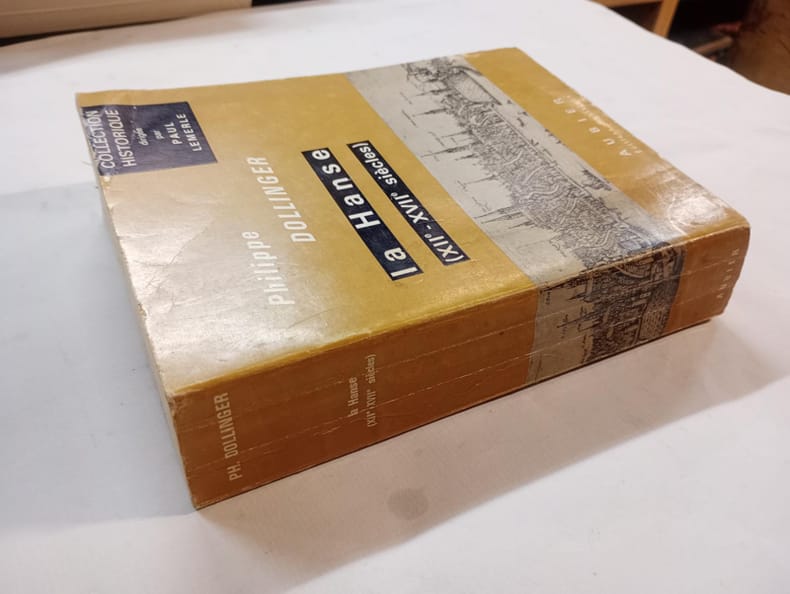 COLLECTION
HISTORIQUE
dirigée
par
PAUL
LEMERLE
Philippe
DOLLINGER
la Hanse
(XIIᵉ-XVIIᵉ siècles)
AUBIER
PH. DOLLINGER
la Hanse
(XIIᵉ-XVIIᵉ siècles)
AUBIER